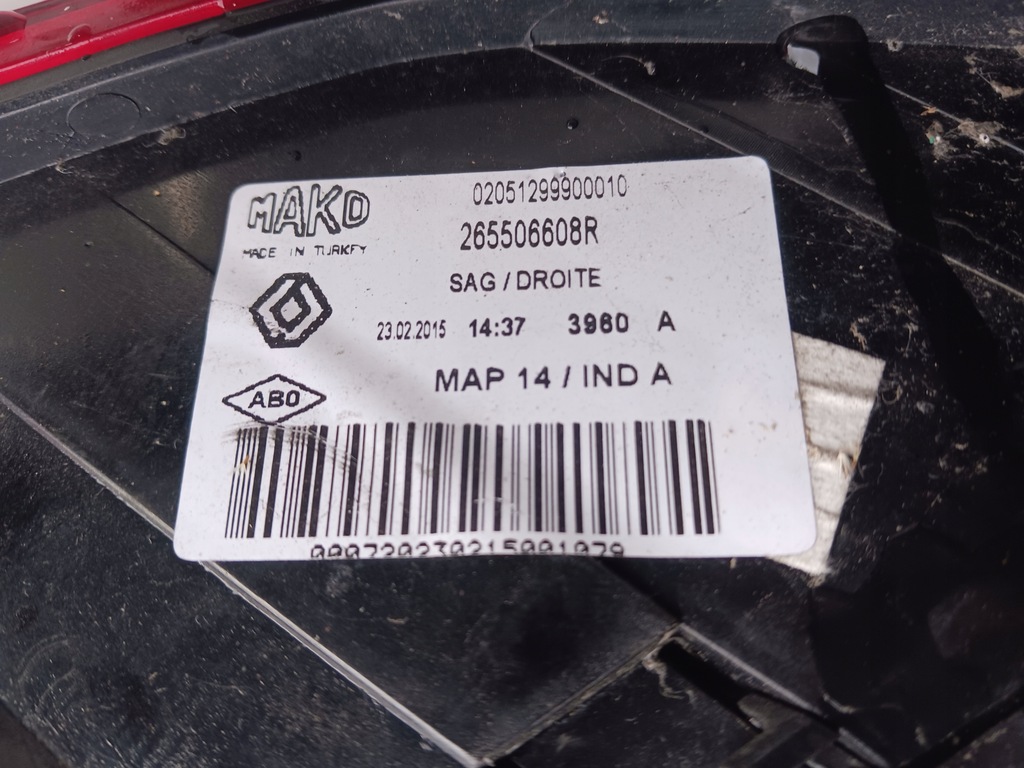 MAKO
MADE IN TURKEY
02051299900010
265506608R
SAG / DROITE
23.02.2015 14:37 3960 A
MAP 14 / IND A
ABO